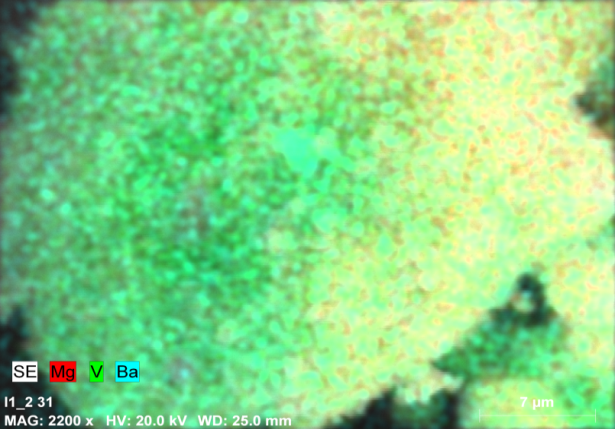 SE Mg V Ba
I1_2 31
MAG: 2200 x HV: 20.0 kV WD: 25.0 mm
7 µm